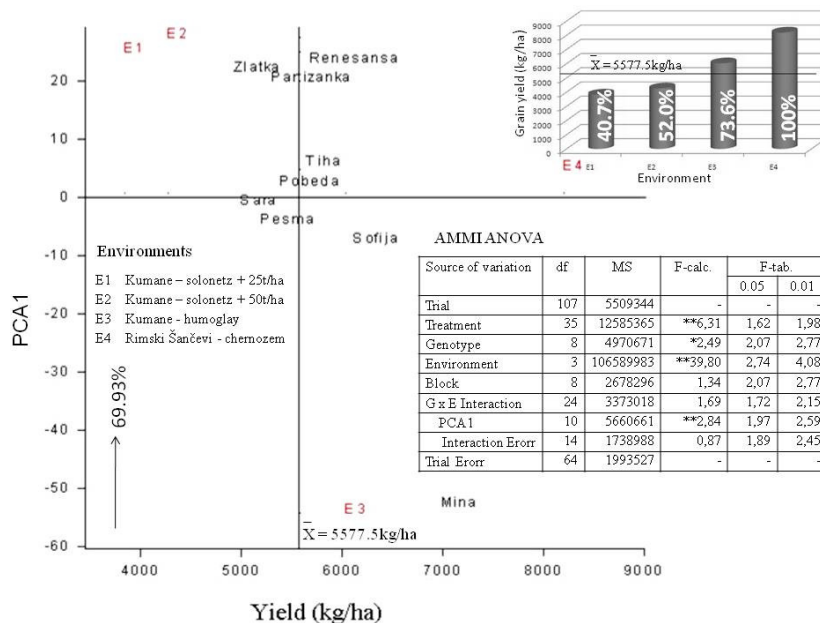 E1
E2
Zlatka
Renesansa
Partizanka
Tiha
Pobeda
Sara
Pesma
Sofija
Mina
E3
E4
PCA1
20
10
0
-10
-20
-30
-40
-50
-60
4000
5000
6000
7000
8000
9000
Yield (kg/ha)
X = 5577.5kg/ha
69.93%
Environments
E1 Kumane – solonetz + 25t/ha
E2 Kumane – solonetz + 50t/ha
E3 Kumane - humoglay
E4 Rimski Šančevi - chernozem
Grain yield (kg/ha)
9000
8000
7000
6000
5000
4000
3000
2000
1000
0
X = 5577.5kg/ha
40.7%
52.0%
73.6%
100%
E1
E2
E3
E4
Environment
AMMI ANOVA
Source of variation df MS F-calc. F-tab.
0.05 0.01
Trial 107 5509344 - - -
Treatment 35 12585365 **6,31 1,62 1,98
Genotype 8 4970671 *2,49 2,07 2,77
Environment 3 106589983 **39,80 2,74 4,08
Block 8 2678296 1,34 2,07 2,77
G x E Interaction 24 3373018 1,69 1,72 2,15
PCA1 10 5660661 **2,84 1,97 2,59
Interaction Erorr 14 1738988 0,87 1,89 2,45
Trial Erorr 64 1993527 - - -